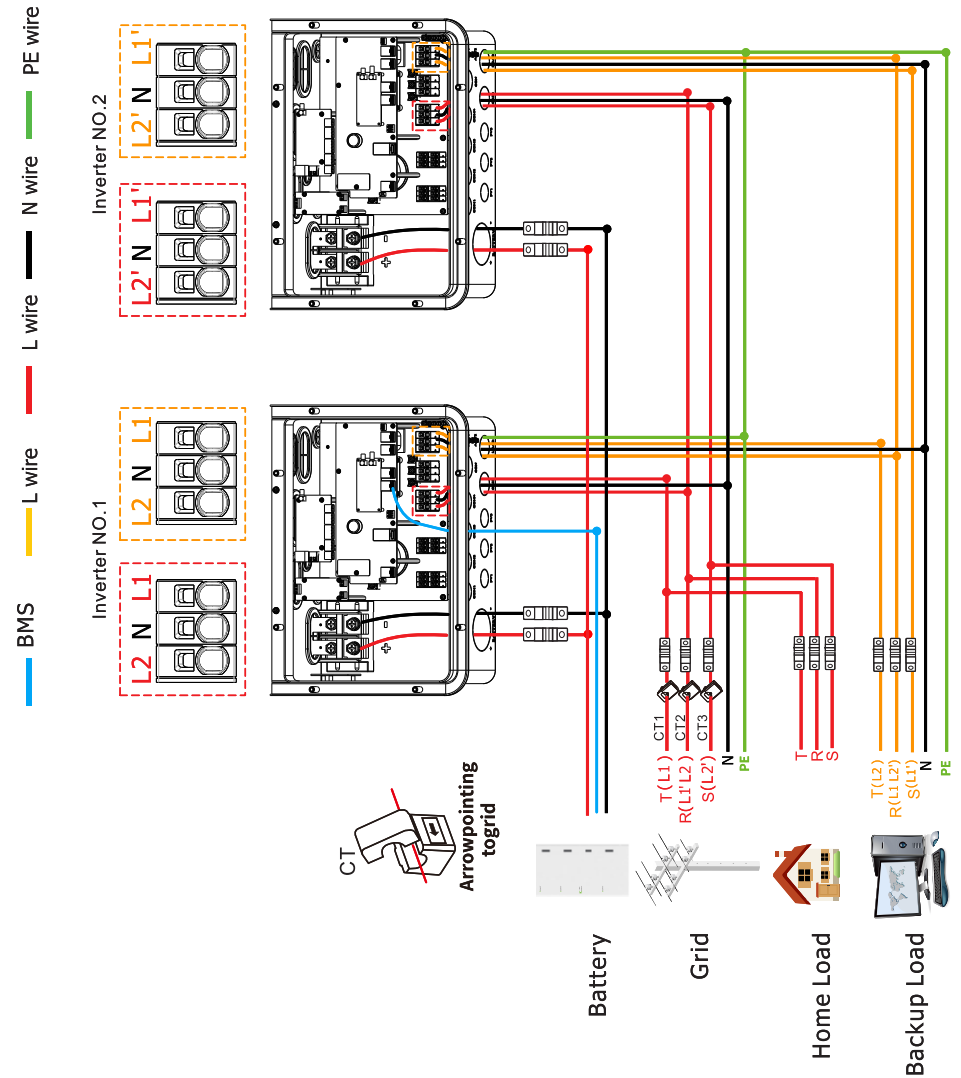 BMS
L wire
L wire
N wire
PE wire
Inverter NO.1
Inverter NO.2
L2 N L1
L2 N L1
L2' N L1'
L2' N L1'
+
-
+
-
CT
Arrowpointing
togrid
Battery
Grid
CT1
CT2
CT3
T(L1)
R(L1'L2)
S(L2')
N
PE
Home Load
T
R
S
Backup Load
T(L2)
R(L1L2')
S(L1')
N
PE